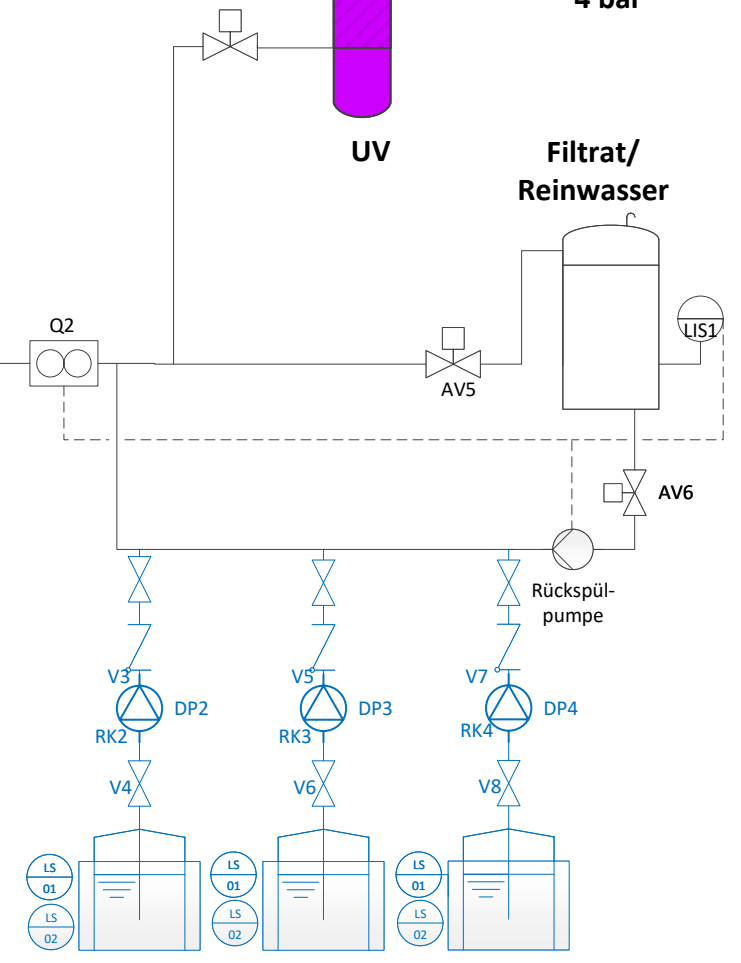 4 bar
UV
Filtrat/
Reinwasser
Q2
LIS1
AV5
AV6
Rückspül-
pumpe
V3
V5
V7
DP2
DP3
DP4
RK2
RK3
RK4
V4
V6
V8
LS
01
LS
01
LS
01
LS
02
LS
02
LS
02